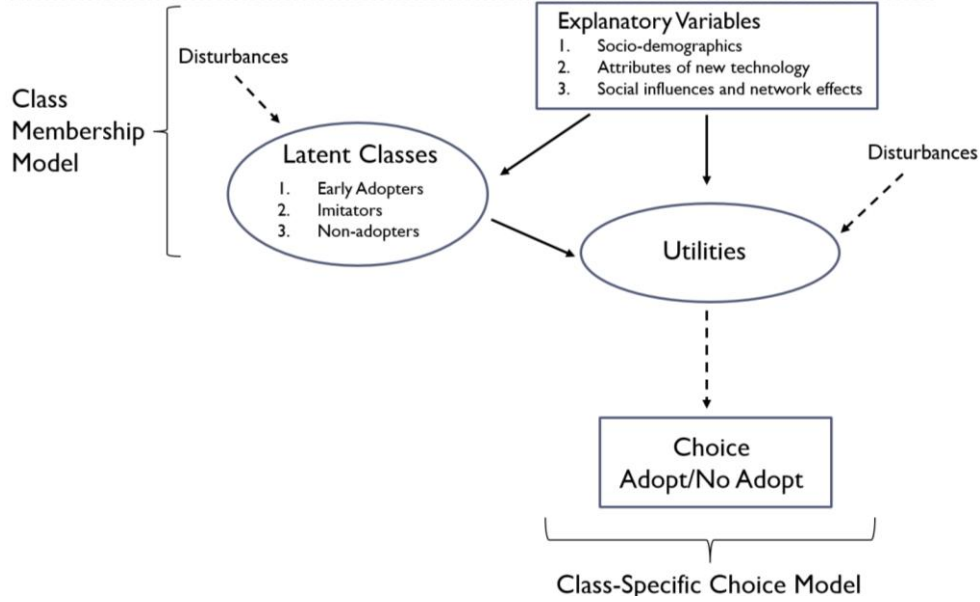 Explanatory Variables
1. Socio-demographics
2. Attributes of new technology
3. Social influences and network effects
Disturbances
Class
Membership
Model
Latent Classes
1. Early Adopters
2. Imitators
3. Non-adopters
Disturbances
Utilities
Choice
Adopt/No Adopt
Class-Specific Choice Model